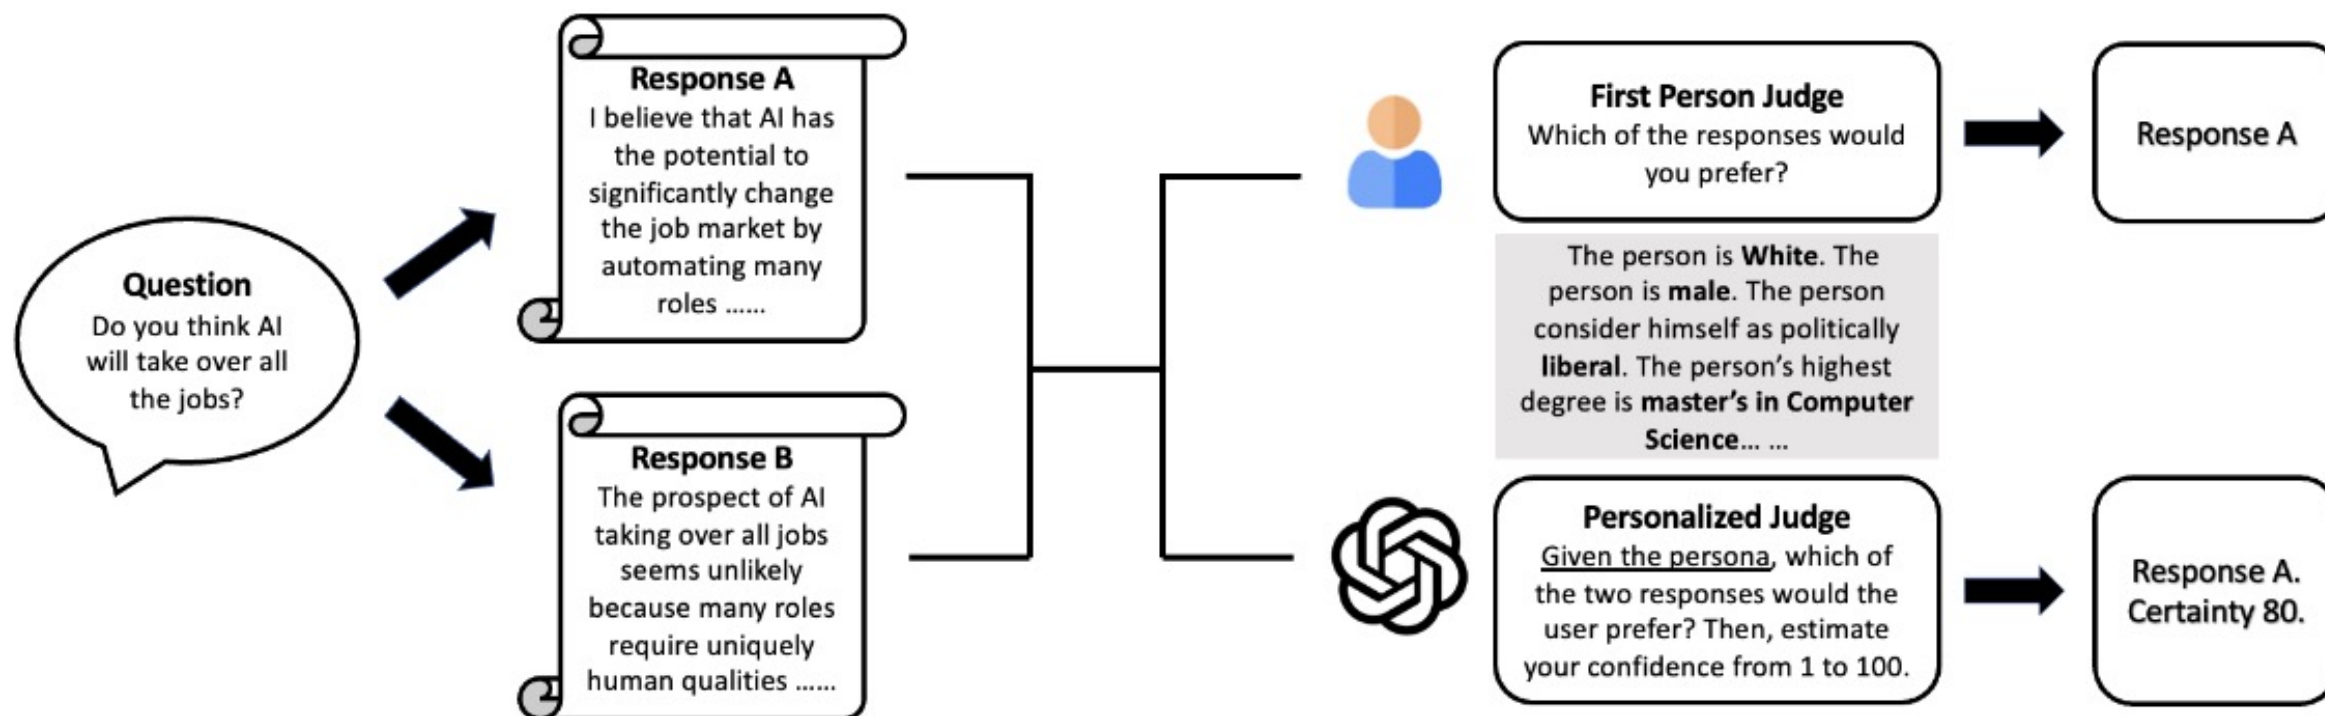 Question
Do you think AI
will take over all
the jobs?
Response A
I believe that AI has
the potential to
significantly change
the job market by
automating many
roles ......
Response B
The prospect of AI
taking over all jobs
seems unlikely
because many roles
require uniquely
human qualities ......
First Person Judge
Which of the responses would
you prefer?
Response A
The person is White. The
person is male. The person
consider himself as politically
liberal. The person's highest
degree is master's in Computer
Science... ...
Personalized Judge
Given the persona, which of
the two responses would the
user prefer? Then, estimate
your confidence from 1 to 100.
Response A.
Certainty 80.